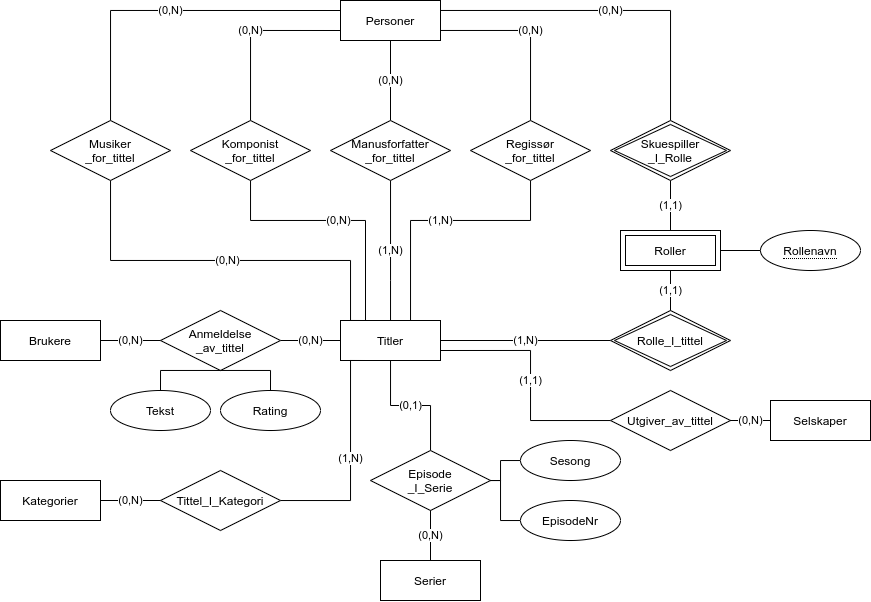 (0,N)
(0,N)
Personer
(0,N)
(0,N)
(0,N)
Musiker
_for_tittel
Komponist
_for_tittel
Manusforfatter
_for_tittel
Regissør
_for_tittel
Skuespiller
_I_Rolle
(1,1)
(0,N)
(1,N)
(1,N)
Roller
Rollenavn
(0,N)
(1,1)
Brukere
(0,N)
Anmeldelse
_av_tittel
(0,N)
Titler
(1,N)
Rolle_I_tittel
(1,1)
Tekst
Rating
(0,1)
Utgiver_av_tittel
(0,N)
Selskaper
(1,N)
Sesong
Episode
_I_Serie
Kategorier
(0,N)
Tittel_I_Kategori
EpisodeNr
(0,N)
Serier